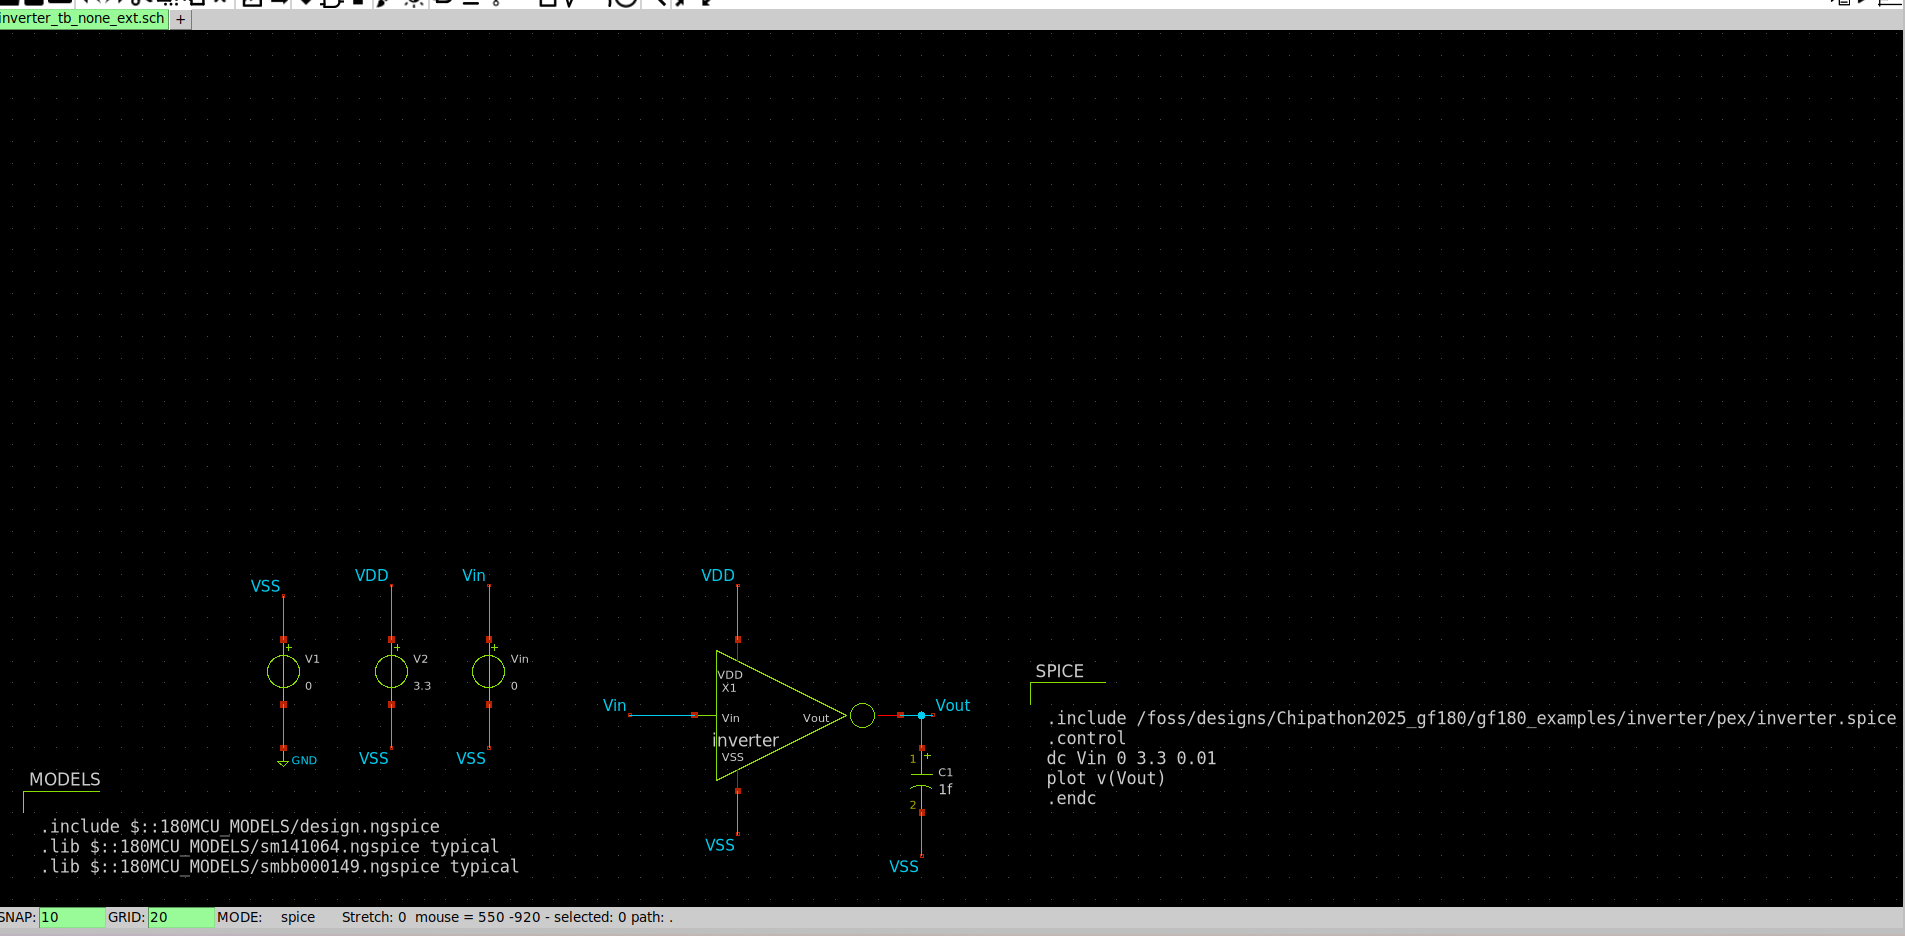 inverter_tb_none_ext.sch +
VSS
VDD
Vin
V1
0
V2
3.3
Vin
0
GND
VSS
VSS
VDD
VDD
X1
Vin
Vin
Vout
Vout
inverter
VSS
VSS
1
+
C1
1f
2
VSS
SPICE
.include /foss/designs/Chipathon2025_gf180/gf180_examples/inverter/pex/inverter.spice
.control
dc Vin 0 3.3 0.01
plot v(Vout)
.endc
MODELS
.include $::180MCU_MODELS/design.ngspice
.lib $::180MCU_MODELS/sm141064.ngspice typical
.lib $::180MCU_MODELS/smbb000149.ngspice typical
SNAP: 10 GRID: 20 MODE: spice Stretch: 0 mouse = 550 -920 - selected: 0 path: .